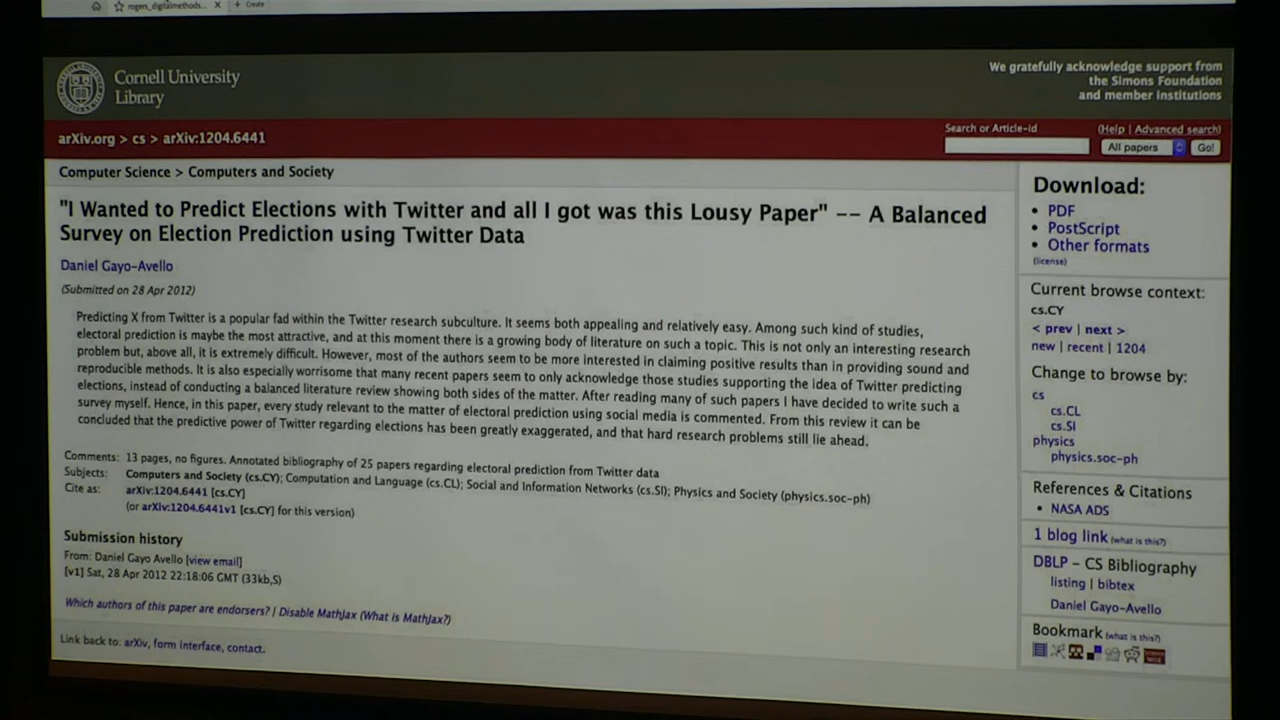 rogers_digitalmethods... × + Create
Cornell University
Library
We gratefully acknowledge support from
the Simons Foundation
and member institutions
arXiv.org > cs > arXiv:1204.6441
Search or Article-id
(Help | Advanced search)
All papers
Go!
Computer Science > Computers and Society
"I Wanted to Predict Elections with Twitter and all I got was this Lousy Paper" -- A Balanced
Survey on Election Prediction using Twitter Data
Daniel Gayo-Avello
(Submitted on 28 Apr 2012)
Predicting X from Twitter is a popular fad within the Twitter research subculture. It seems both appealing and relatively easy. Among such kind of studies,
electoral prediction is maybe the most attractive, and at this moment there is a growing body of literature on such a topic. This is not only an interesting research
problem but, above all, it is extremely difficult. However, most of the authors seem to be more interested in claiming positive results than in providing sound and
reproducible methods. It is also especially worrisome that many recent papers seem to only acknowledge those studies supporting the idea of Twitter predicting
elections, instead of conducting a balanced literature review showing both sides of the matter. After reading many of such papers I have decided to write such a
survey myself. Hence, in this paper, every study relevant to the matter of electoral prediction using social media is commented. From this review it can be
concluded that the predictive power of Twitter regarding elections has been greatly exaggerated, and that hard research problems still lie ahead.
Comments: 13 pages, no figures. Annotated bibliography of 25 papers regarding electoral prediction from Twitter data
Subjects: Computers and Society (cs.CY); Computation and Language (cs.CL); Social and Information Networks (cs.SI); Physics and Society (physics.soc-ph)
Cite as: arXiv:1204.6441 [cs.CY]
(or arXiv:1204.6441v1 [cs.CY] for this version)
Submission history
From: Daniel Gayo Avello [view email]
[v1] Sat, 28 Apr 2012 22:18:06 GMT (33kb,S)
Which authors of this paper are endorsers? | Disable MathJax (What is MathJax?)
Link back to: arXiv, form interface, contact.
Download:
• PDF
• PostScript
• Other formats
(license)
Current browse context:
cs.CY
< prev | next >
new | recent | 1204
Change to browse by:
cs
cs.CL
cs.SI
physics
physics.soc-ph
References & Citations
• NASA ADS
1 blog link (what is this?)
DBLP - CS Bibliography
listing | bibtex
Daniel Gayo-Avello
Bookmark (what is this?)